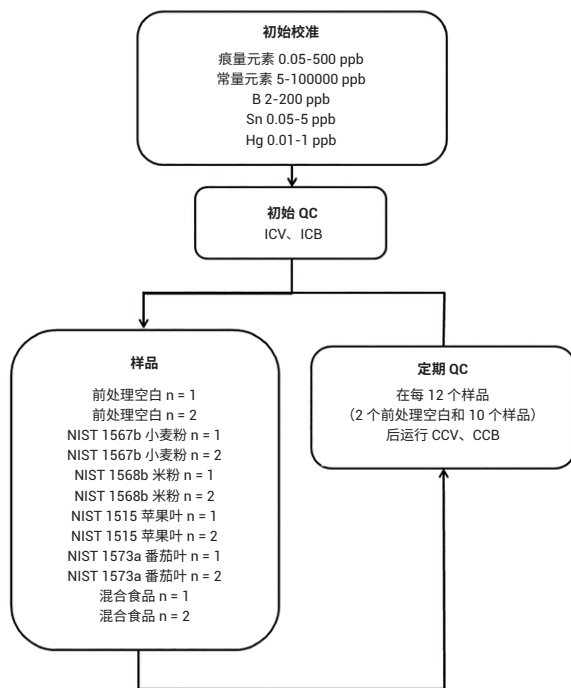 初始校准
痕量元素 0.05-500 ppb
常量元素 5-100000 ppb
B 2-200 ppb
Sn 0.05-5 ppb
Hg 0.01-1 ppb
初始 QC
ICV、ICB
样品
前处理空白 n = 1
前处理空白 n = 2
NIST 1567b 小麦粉 n = 1
NIST 1567b 小麦粉 n = 2
NIST 1568b 米粉 n = 1
NIST 1568b 米粉 n = 2
NIST 1515 苹果叶 n = 1
NIST 1515 苹果叶 n = 2
NIST 1573a 番茄叶 n = 1
NIST 1573a 番茄叶 n = 2
混合食品 n = 1
混合食品 n = 2
定期 QC
在每 12 个样品
（2 个前处理空白和 10 个样品）
后运行 CCV、CCB